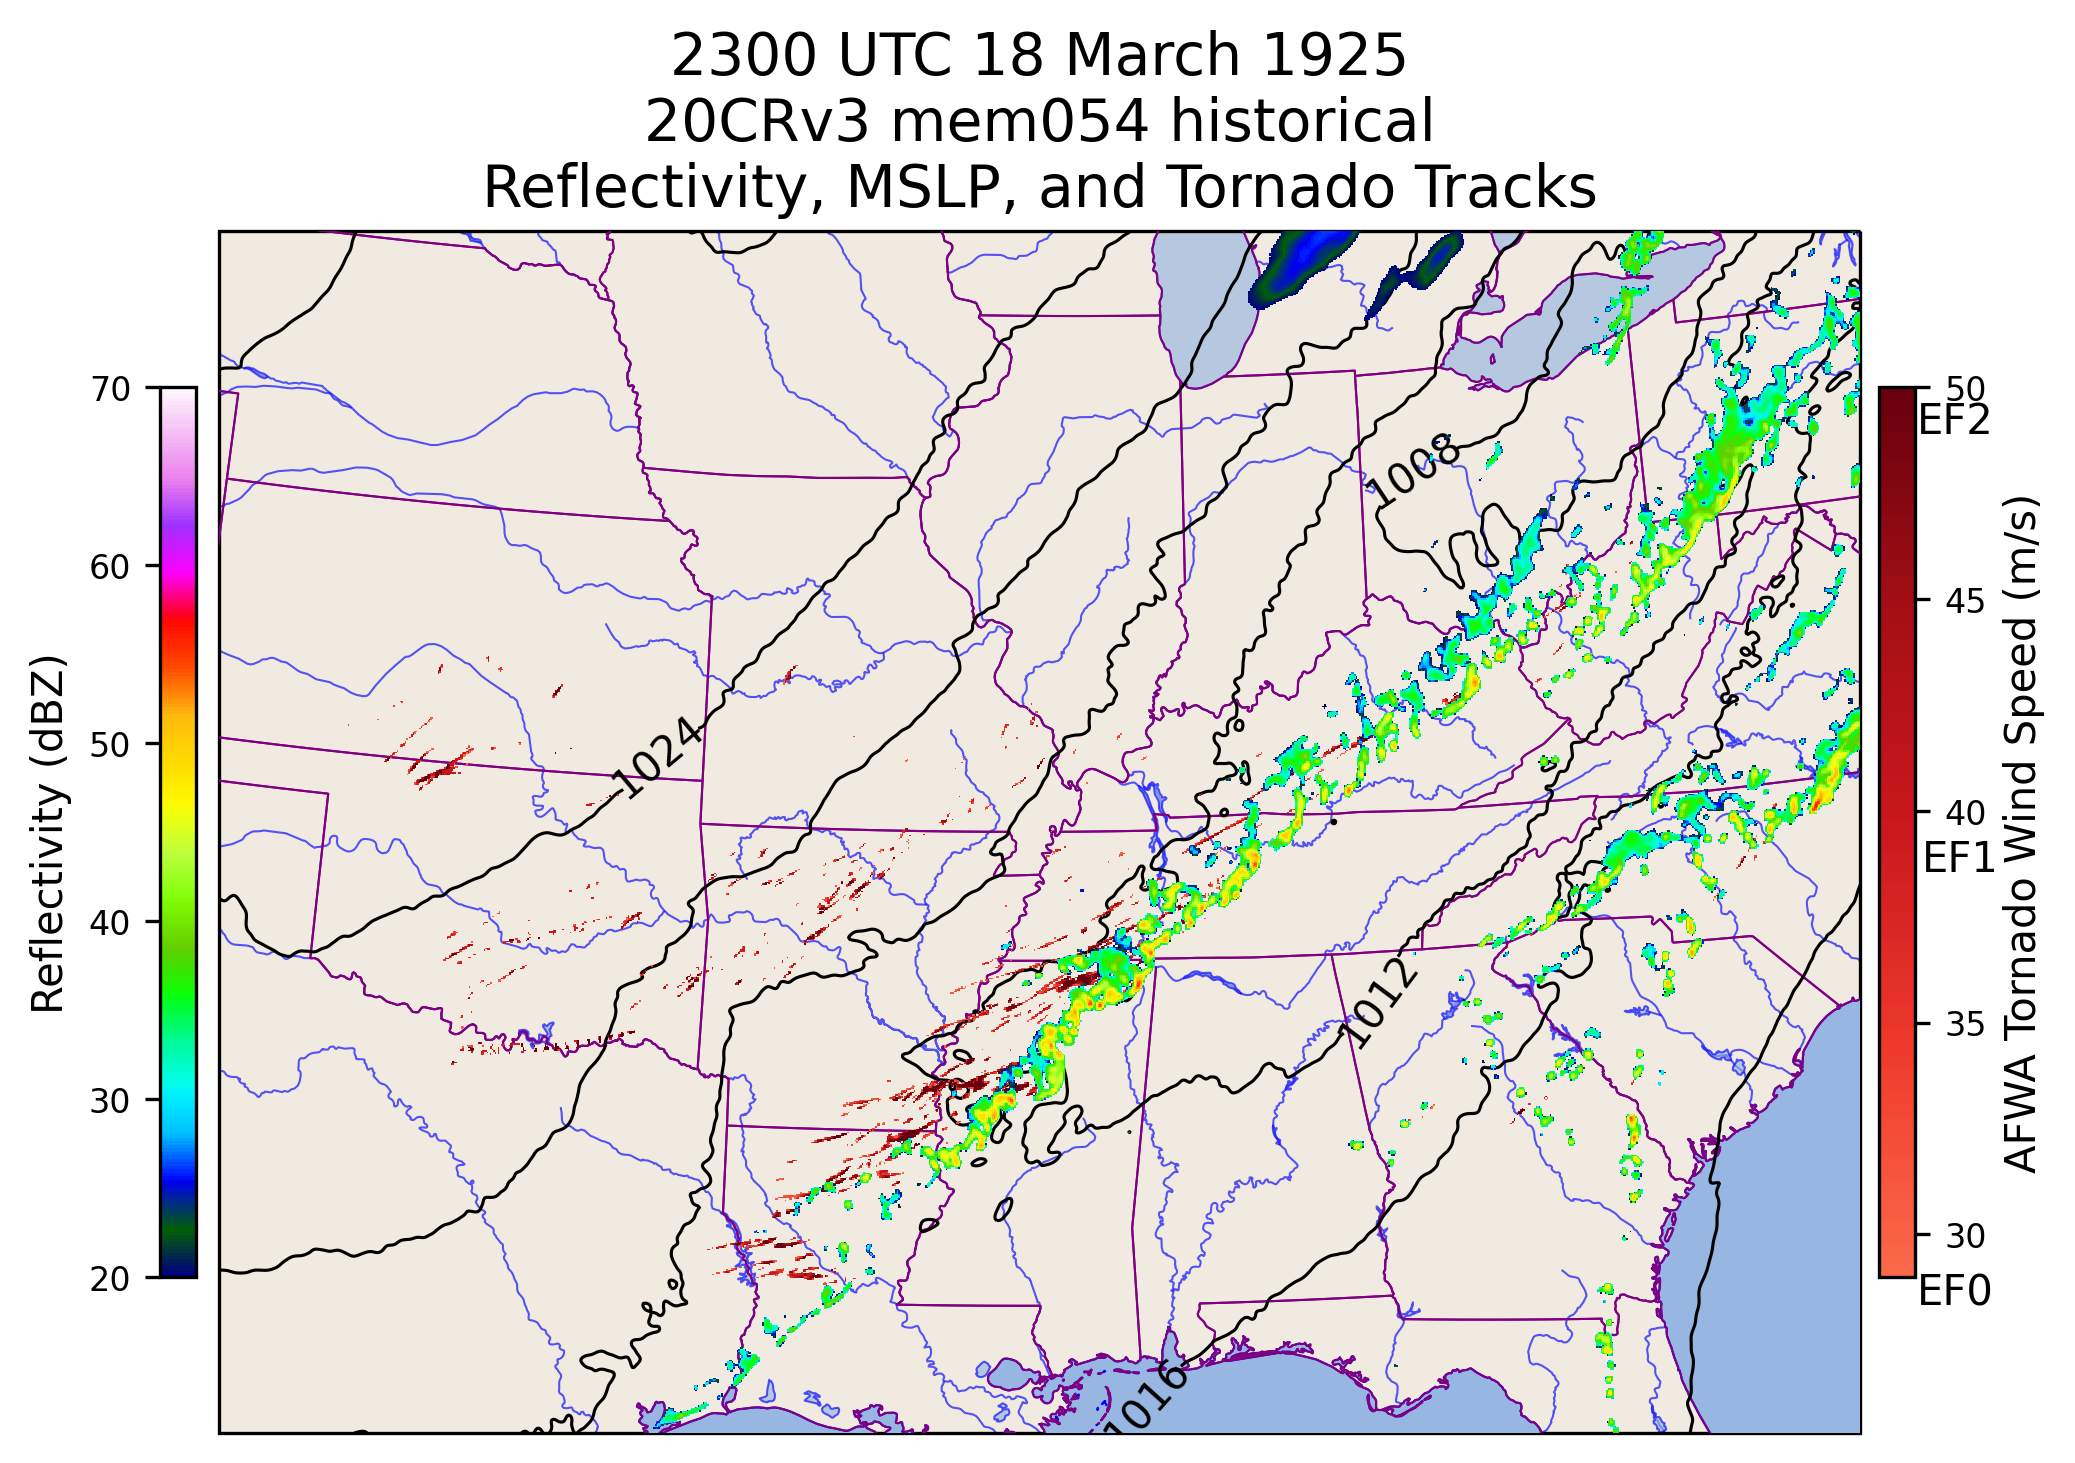 2300 UTC 18 March 1925
20CRv3 mem054 historical
Reflectivity, MSLP, and Tornado Tracks
Reflectivity (dBZ)
70
60
50
40
30
20
1008
1024
1012
1016
50
EF2
45
40
EF1
35
30
EF0
AFWA Tornado Wind Speed (m/s)